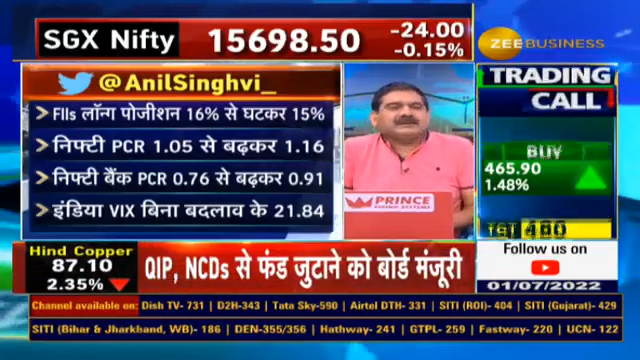 SGX Nifty 15698.50 -24.00 -0.15%
ZEE BUSINESS
@AnilSinghvi_
FIIs लॉन्ग पोजीशन 16% से घटकर 15%
निफ्टी PCR 1.05 से बढ़कर 1.16
निफ्टी बैंक PCR 0.76 से बढ़कर 0.91
इंडिया VIX बिना बदलाव के 21.84
PRINCE
TRADING
CALL
BUY
465.90
1.48%
TGT 480
Hind Copper
87.10
2.35%
QIP, NCDs से फंड जुटाने को बोर्ड मंजूरी
Follow us on
01/07/2022
Channel available on: Dish TV- 731 | D2H-343 | Tata Sky-590 | Airtel DTH- 331 | SITI (ROI)- 404 | SITI (Gujarat)- 429
SITI (Bihar & Jharkhand, WB)- 186 | DEN-355/356 | Hathway-241 | GTPL- 259 | Fastway- 220 | UCN- 122